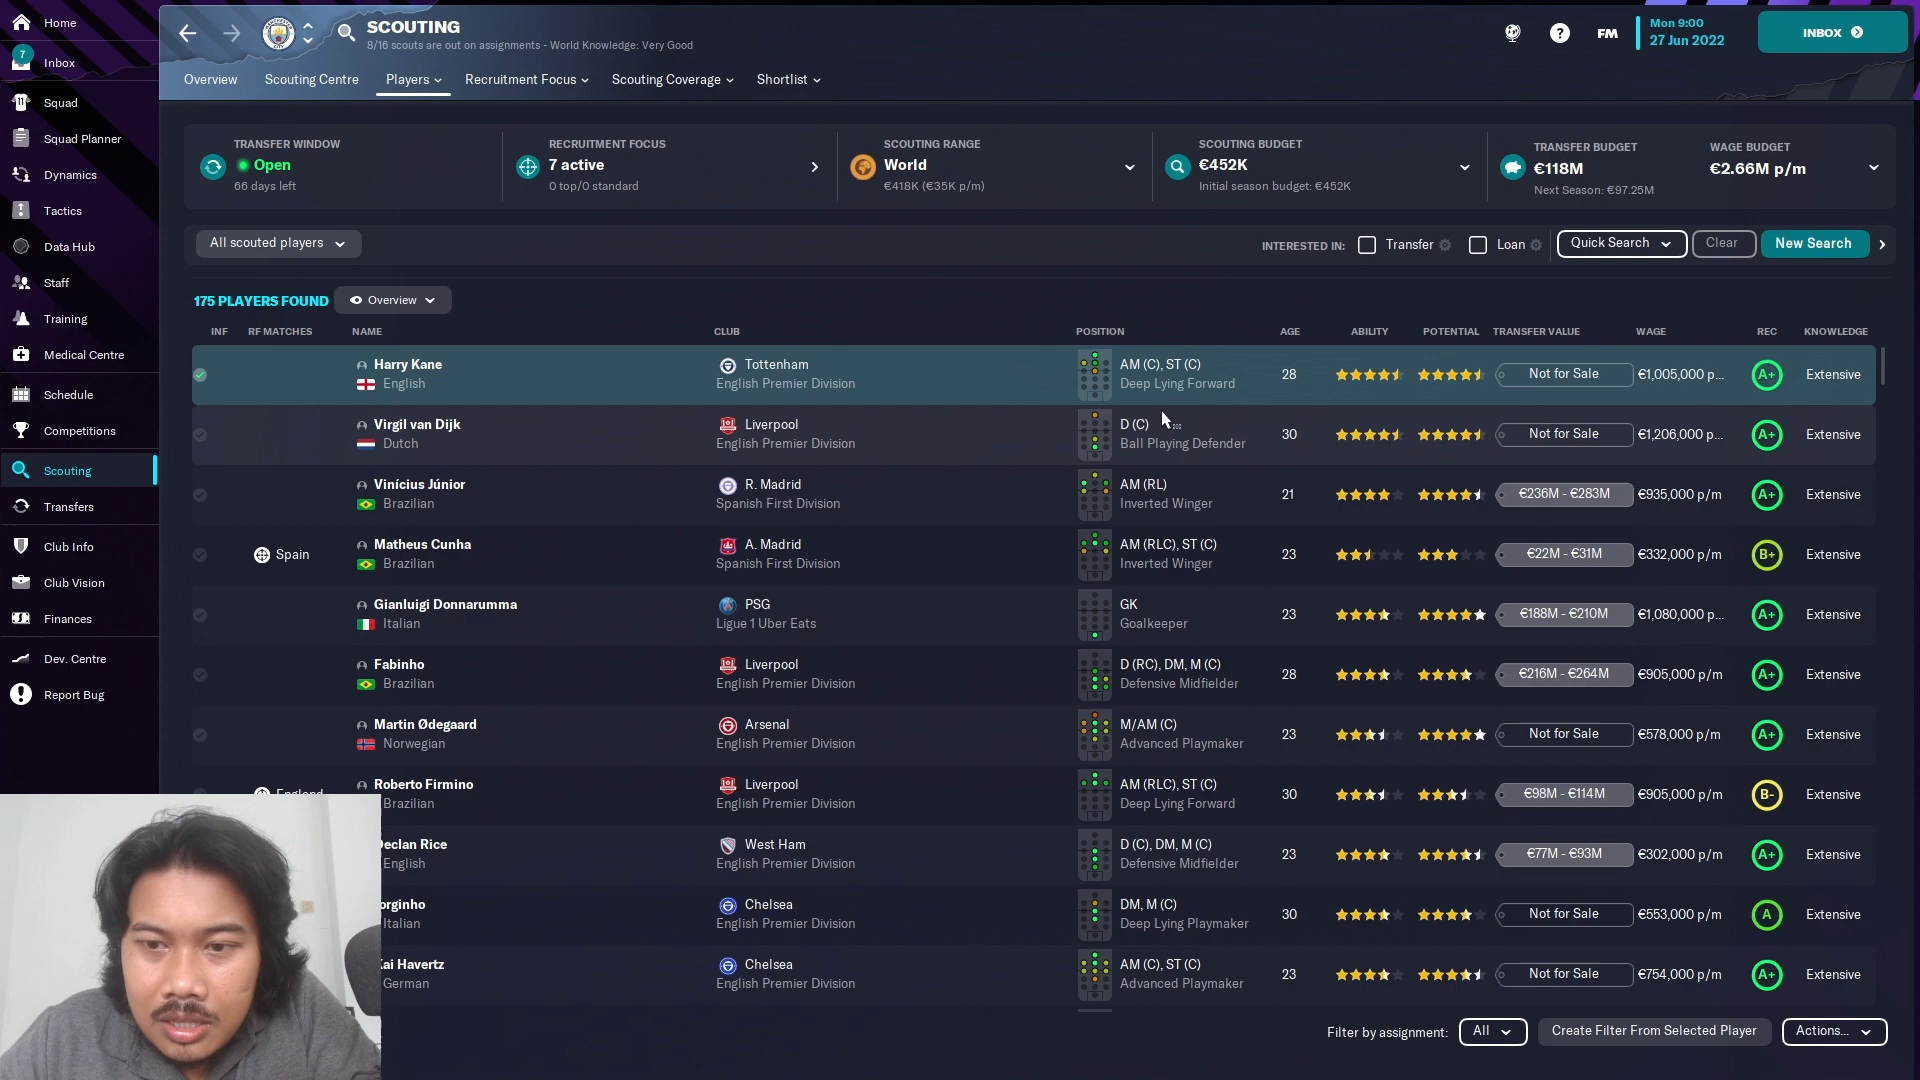 Home
7
Inbox
Squad
Squad Planner
Dynamics
Tactics
Data Hub
Staff
Training
Medical Centre
Schedule
Competitions
Scouting
Transfers
Club Info
Club Vision
Finances
Dev. Centre
Report Bug
SCOUTING
8/16 scouts are out on assignments - World Knowledge: Very Good
FM
Mon 9:00
27 Jun 2022
INBOX
Overview Scouting Centre Players Recruitment Focus Scouting Coverage Shortlist
TRANSFER WINDOW
Open
66 days left
RECRUITMENT FOCUS
7 active
0 top/0 standard
SCOUTING RANGE
World
€418K (€35K p/m)
SCOUTING BUDGET
€452K
Initial season budget: €452K
TRANSFER BUDGET
€118M
Next Season: €97.25M
WAGE BUDGET
€2.66M p/m
All scouted players
INTERESTED IN: Transfer Loan Quick Search Clear New Search
175 PLAYERS FOUND Overview
INF RF MATCHES NAME CLUB POSITION AGE ABILITY POTENTIAL TRANSFER VALUE WAGE REC KNOWLEDGE
Harry Kane Tottenham AM (C), ST (C) 28 Not for Sale €1,005,000 p... A+ Extensive
English English Premier Division Deep Lying Forward
Virgil van Dijk Liverpool D (C) 30 Not for Sale €1,206,000 p... A+ Extensive
Dutch English Premier Division Ball Playing Defender
Vinícius Júnior R. Madrid AM (RL) 21 €236M - €283M €935,000 p/m A+ Extensive
Brazilian Spanish First Division Inverted Winger
Spain Matheus Cunha A. Madrid AM (RLC), ST (C) 23 €22M - €31M €332,000 p/m B+ Extensive
Brazilian Spanish First Division Inverted Winger
Gianluigi Donnarumma PSG GK 23 €188M - €210M €1,080,000 p... A+ Extensive
Italian Ligue 1 Uber Eats Goalkeeper
Fabinho Liverpool D (RC), DM, M (C) 28 €216M - €264M €905,000 p/m A+ Extensive
Brazilian English Premier Division Defensive Midfielder
Martin Ødegaard Arsenal M/AM (C) 23 Not for Sale €578,000 p/m A+ Extensive
Norwegian English Premier Division Advanced Playmaker
Roberto Firmino Liverpool AM (RLC), ST (C) 30 €98M - €114M €905,000 p/m B- Extensive
Brazilian English Premier Division Deep Lying Forward
Declan Rice West Ham D (C), DM, M (C) 23 €77M - €93M €302,000 p/m A+ Extensive
English English Premier Division Defensive Midfielder
orginho Chelsea DM, M (C) 30 Not for Sale €553,000 p/m A Extensive
Italian English Premier Division Deep Lying Playmaker
Kai Havertz Chelsea AM (C), ST (C) 23 Not for Sale €754,000 p/m A+ Extensive
German English Premier Division Advanced Playmaker
Filter by assignment: All Create Filter From Selected Player Actions...